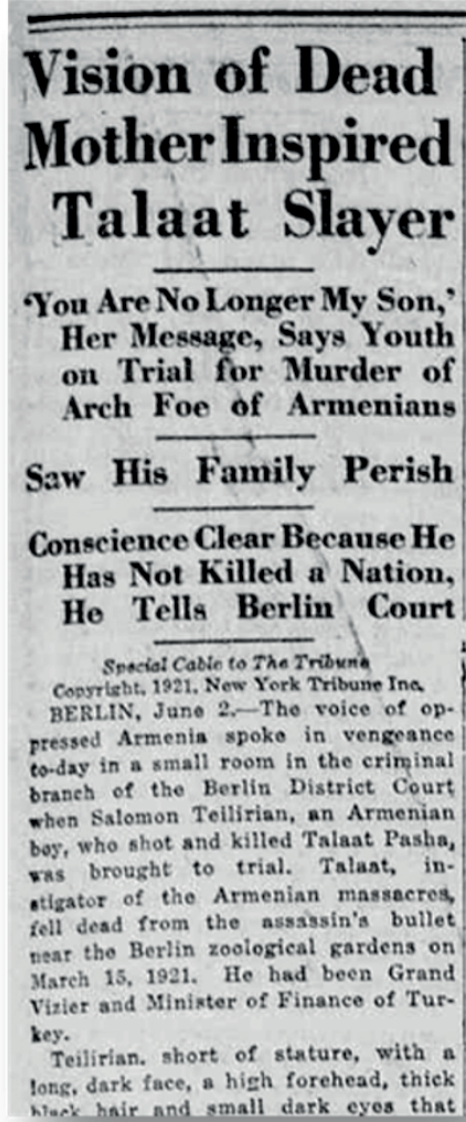 Vision of Dead
Mother Inspired
Talaat Slayer
'You Are No Longer My Son,'
Her Message, Says Youth
on Trial for Murder of
Arch Foe of Armenians
Saw His Family Perish
Conscience Clear Because He
Has Not Killed a Nation,
He Tells Berlin Court
Special Cable to The Tribune
Copyright, 1921, New York Tribune Inc.
BERLIN, June 2.—The voice of op-
pressed Armenia spoke in vengeance
to-day in a small room in the criminal
branch of the Berlin District Court
when Salomon Teilirian, an Armenian
boy, who shot and killed Talaat Pasha,
was brought to trial. Talaat, in-
stigator of the Armenian massacres,
fell dead from the assassin's bullet
near the Berlin zoological gardens on
March 15, 1921. He had been Grand
Vizier and Minister of Finance of Tur-
key.
Teilirian, short of stature, with a
long, dark face, a high forehead, thick
black hair and small dark eyes that